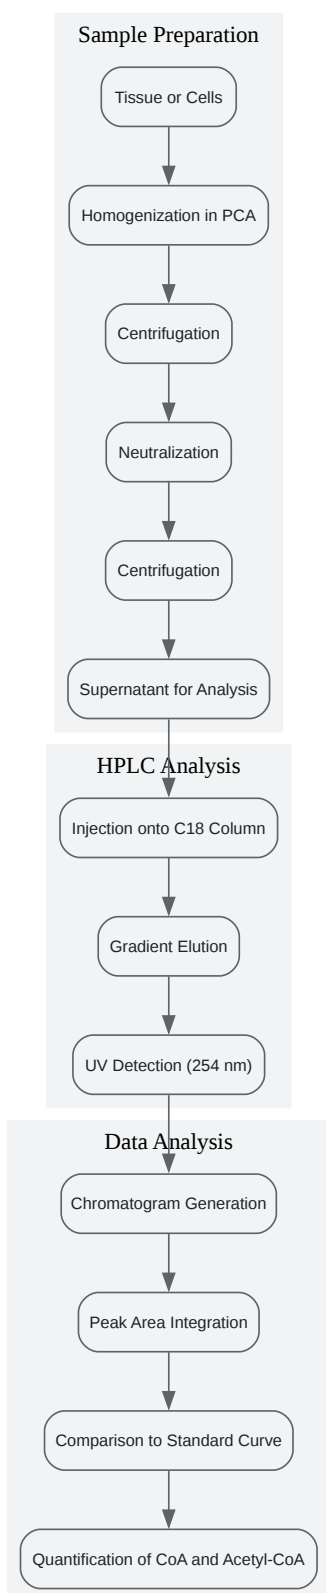 Sample Preparation
Tissue or Cells
Homogenization in PCA
Centrifugation
Neutralization
Centrifugation
Supernatant for Analysis
HPLC Analysis
Injection onto C18 Column
Gradient Elution
UV Detection (254 nm)
Data Analysis
Chromatogram Generation
Peak Area Integration
Comparison to Standard Curve
Quantification of CoA and Acetyl-CoA